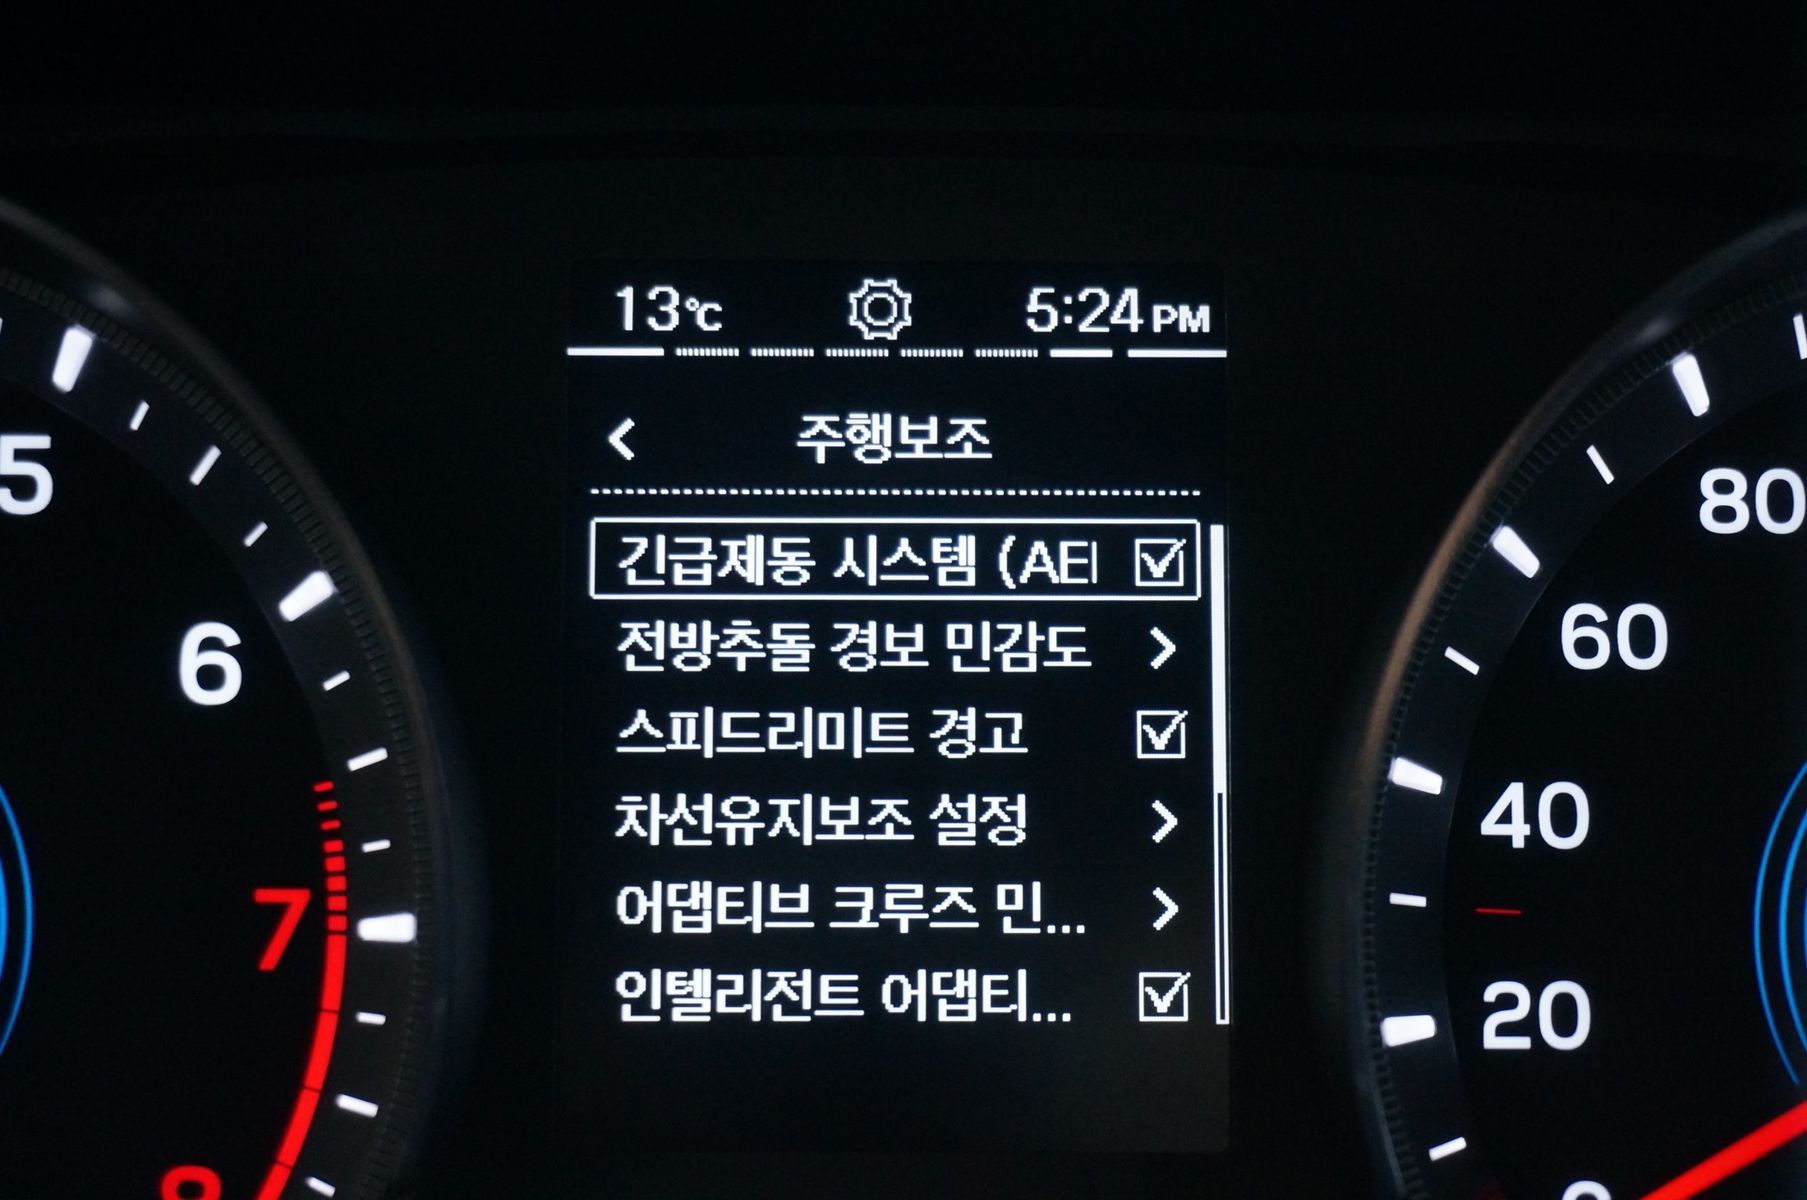 13℃ 5:24 PM
< 주행보조
긴급제동 시스템 (AE
전방추돌 경보 민감도 >
스피드리미트 경고
차선유지보조 설정 >
어댑티브 크루즈 민... >
인텔리전트 어댑티...
5
6
7
8
80
60
40
20
0